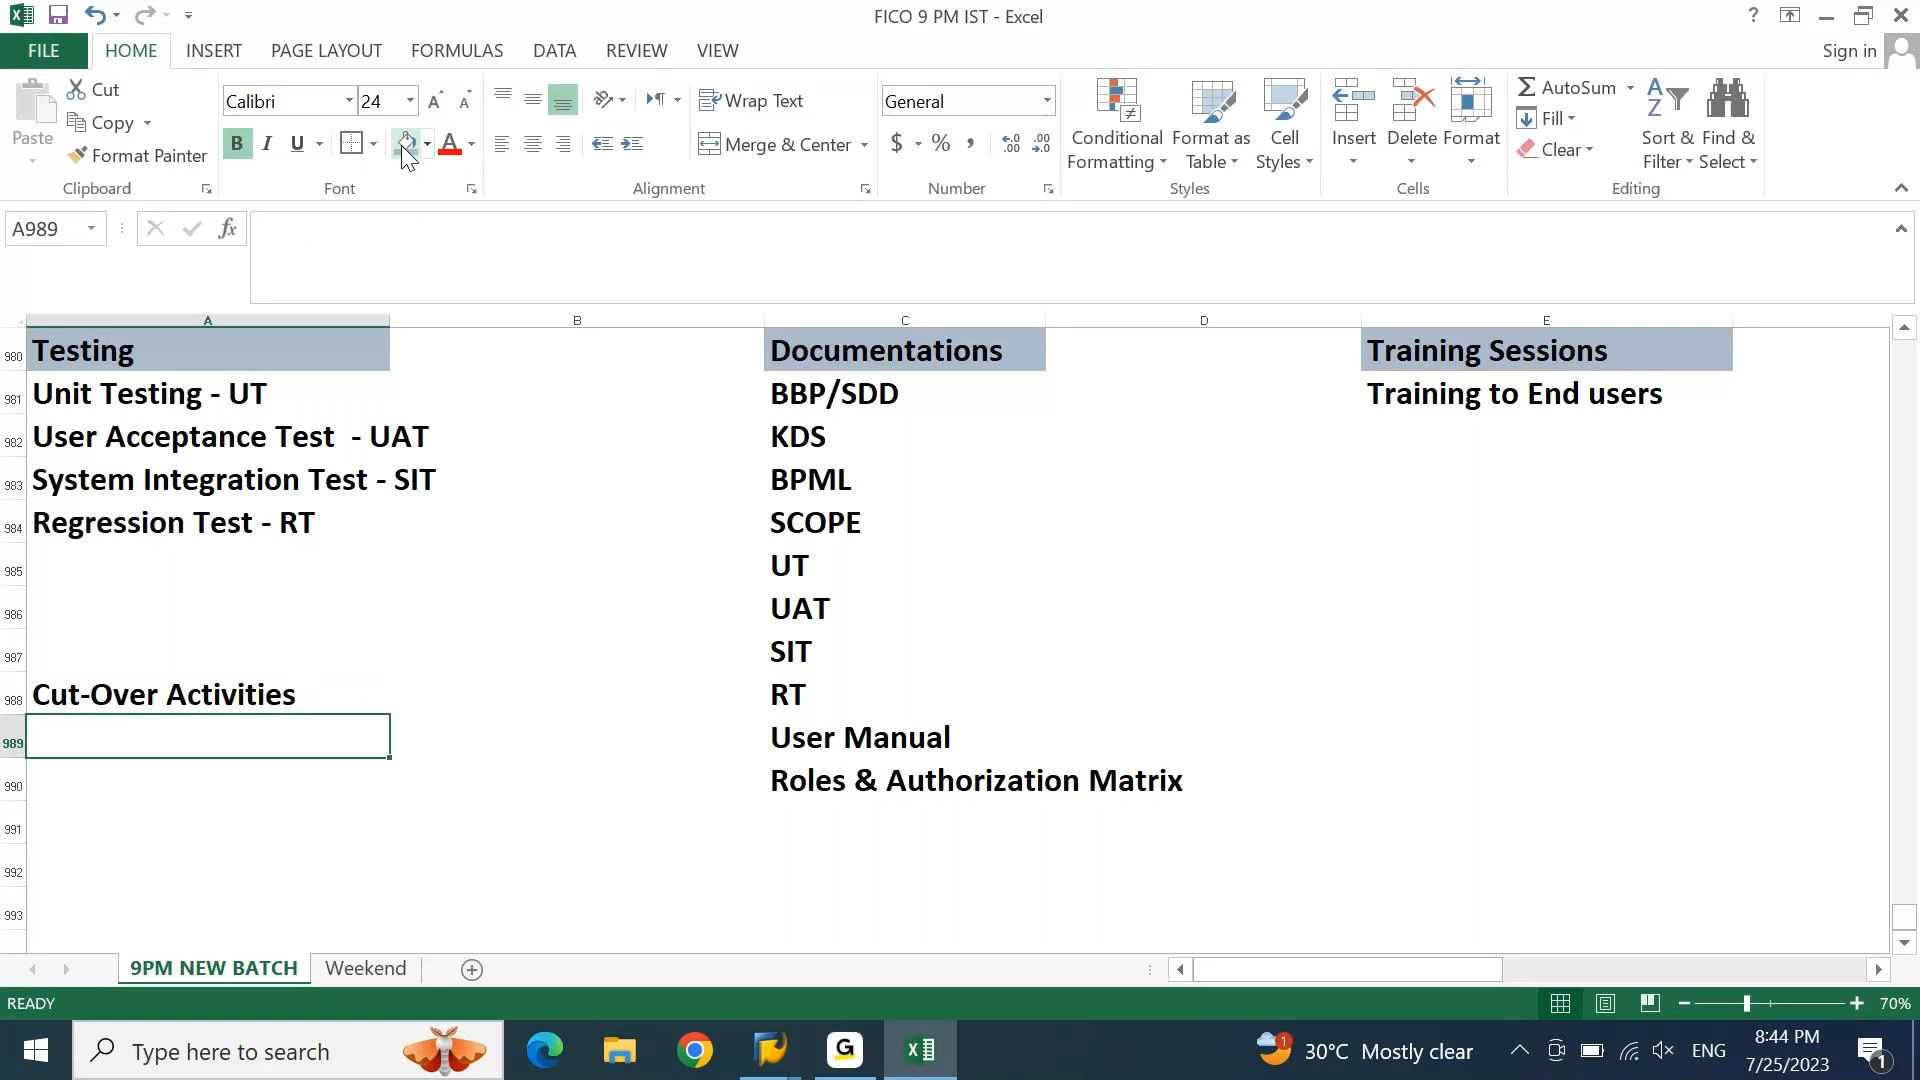 FICO 9 PM IST - Excel
?
FILE
HOME
INSERT
PAGE LAYOUT
FORMULAS
DATA
REVIEW
VIEW
Sign in
Paste
Cut
Copy
Format Painter
Clipboard
Calibri
24
B I U
Font
Wrap Text
Merge & Center
Alignment
General
$ % ,
Number
Conditional Formatting
Format as Table
Cell Styles
Styles
Insert
Delete
Format
Cells
AutoSum
Fill
Clear
Sort & Filter
Find & Select
Editing
A989
fx
A B C D E
980 Testing Documentations Training Sessions
981 Unit Testing - UT BBP/SDD Training to End users
982 User Acceptance Test - UAT KDS
983 System Integration Test - SIT BPML
984 Regression Test - RT SCOPE
985 UT
986 UAT
987 SIT
988 Cut-Over Activities RT
989 User Manual
990 Roles & Authorization Matrix
991
992
993
9PM NEW BATCH
Weekend
READY
70%
Type here to search
1
30°C Mostly clear
ENG
8:44 PM
7/25/2023
1